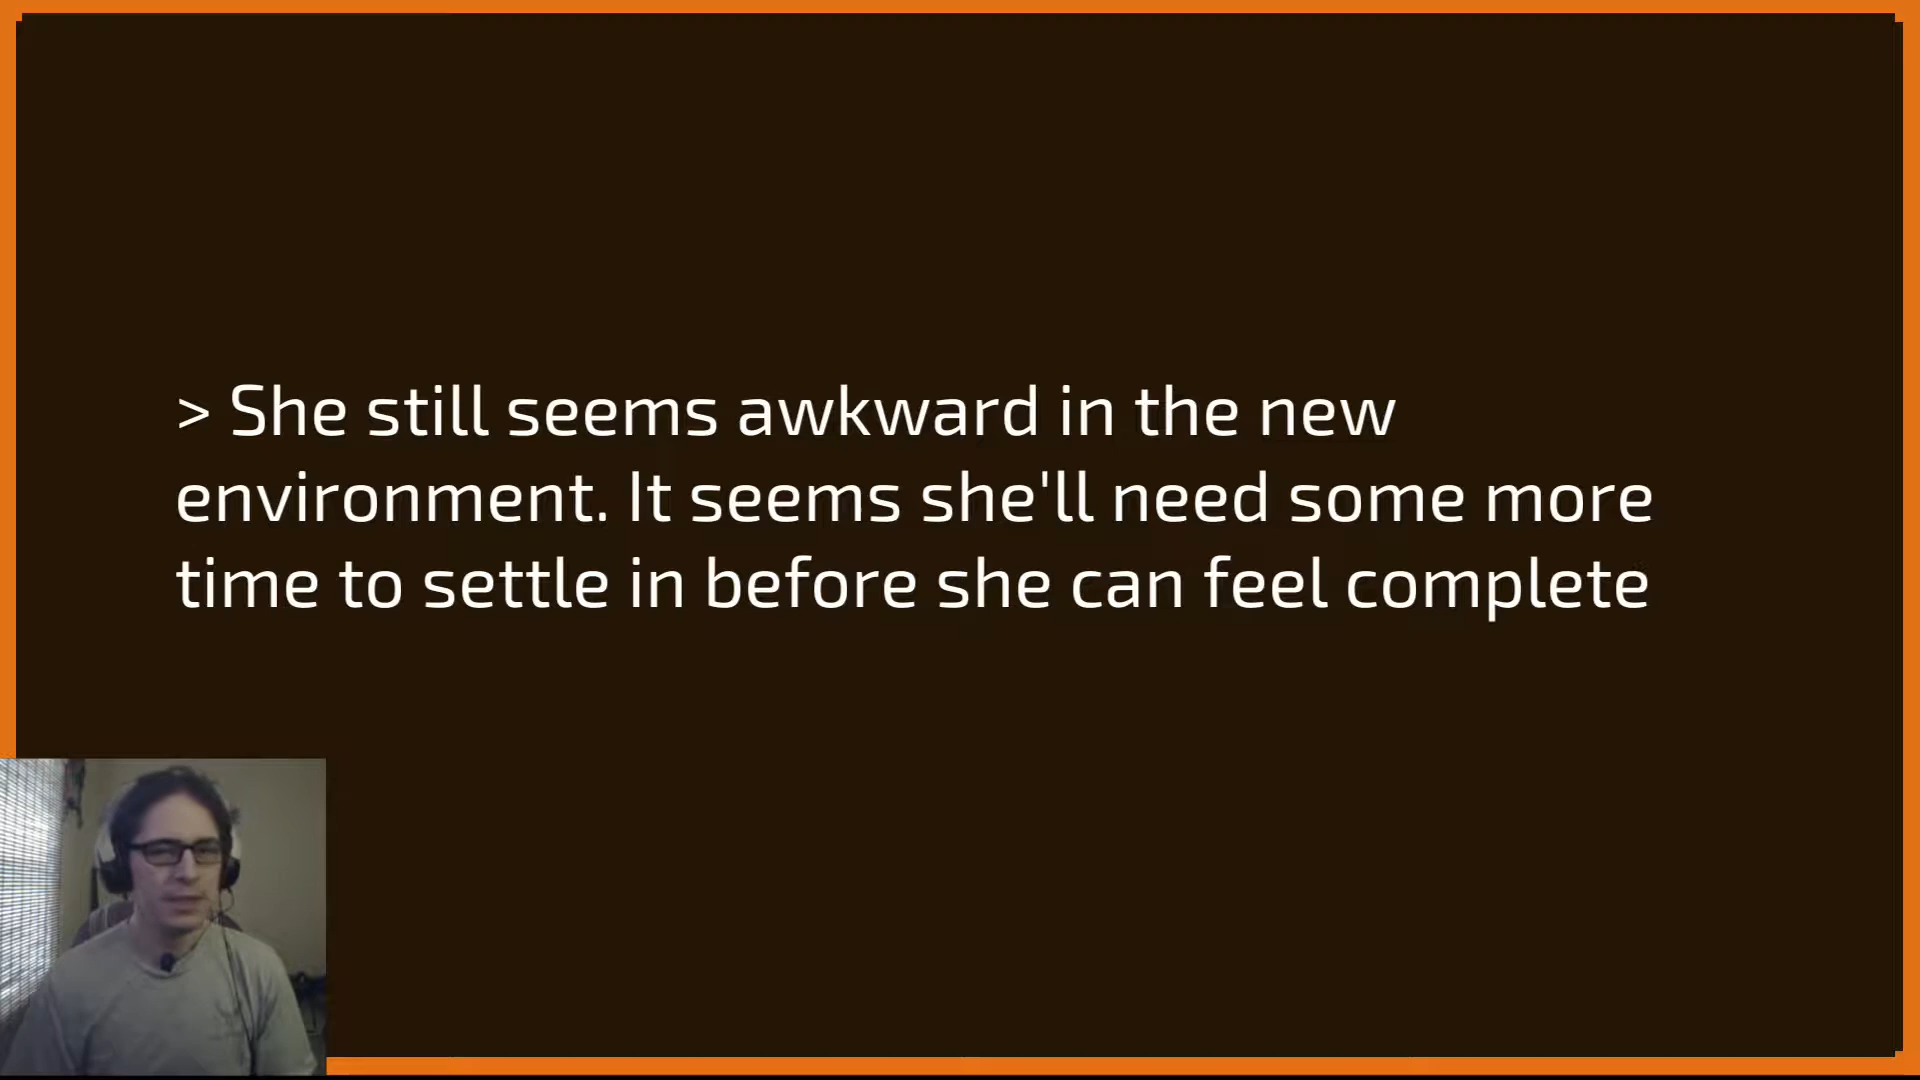 > She still seems awkward in the new
environment. It seems she'll need some more
time to settle in before she can feel complete